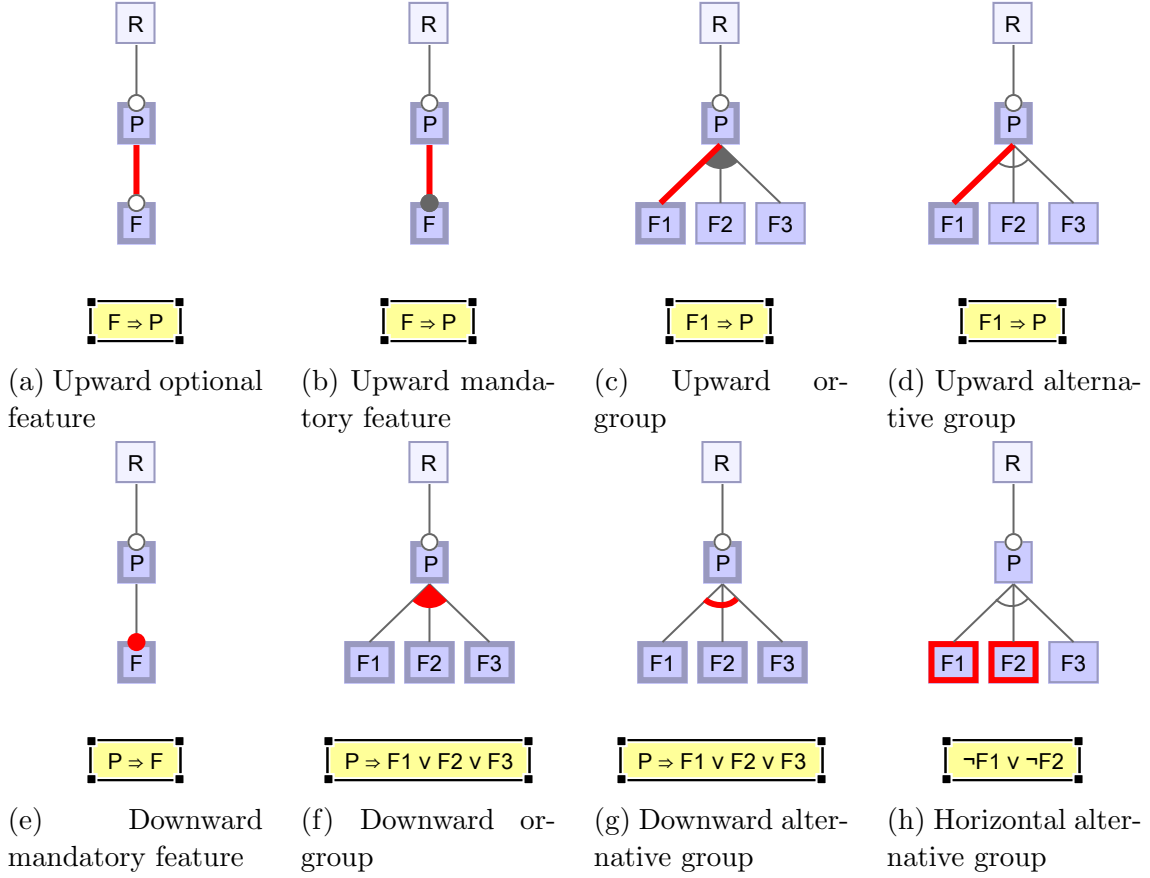 R
P
F
F ⇒ P
(a) Upward optional
feature
R
P
F
F ⇒ P
(b) Upward manda-
tory feature
R
P
F1 F2 F3
F1 ⇒ P
(c) Upward or-
group
R
P
F1 F2 F3
F1 ⇒ P
(d) Upward alterna-
tive group
R
P
F
P ⇒ F
(e) Downward
mandatory feature
R
P
F1 F2 F3
P ⇒ F1 ∨ F2 ∨ F3
(f) Downward or-
group
R
P
F1 F2 F3
P ⇒ F1 ∨ F2 ∨ F3
(g) Downward alter-
native group
R
P
F1 F2 F3
¬F1 ∨ ¬F2
(h) Horizontal alter-
native group